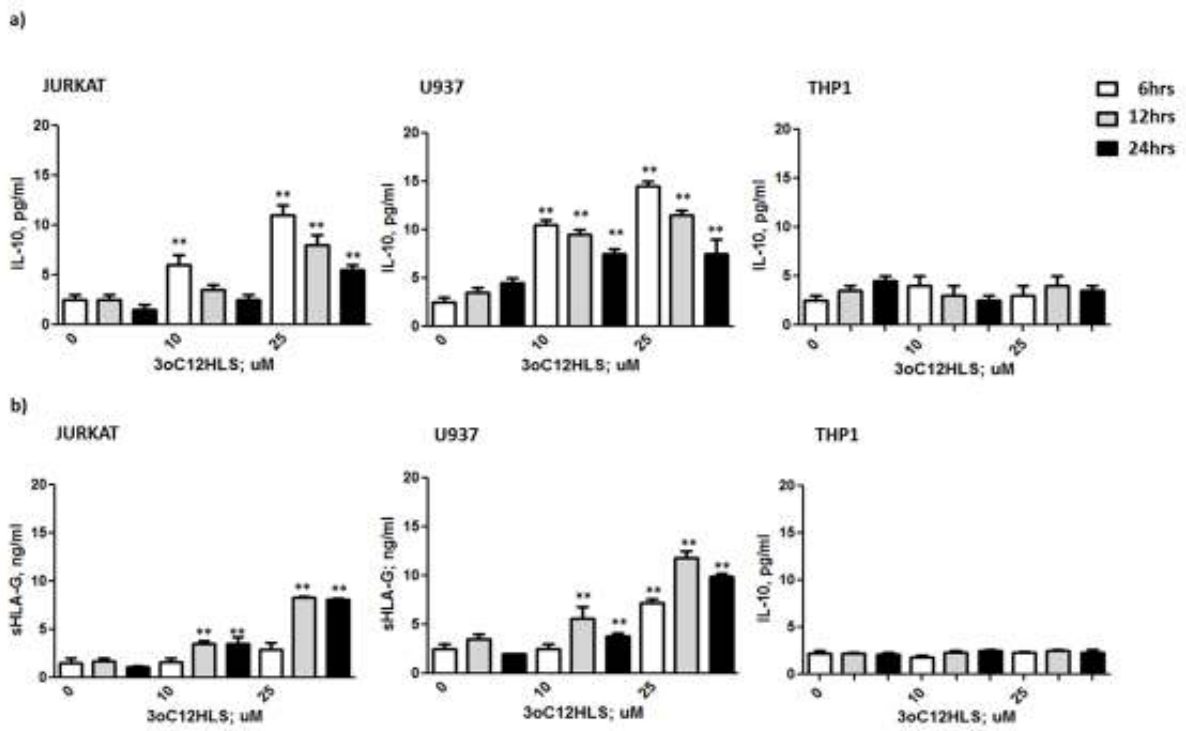 a)
JURKAT
U937
THP1
6hrs
12hrs
24hrs
IL-10, pg/ml
20
15
10
5
0
**
**
**
**
0
10
25
3oC12HLS; uM
IL-10, pg/ml
20
15
10
5
0
**
**
**
**
**
**
0
10
25
3oC12HLS; uM
IL-10, pg/ml
20
15
10
5
0
0
10
25
3oC12HLS; uM
b)
JURKAT
U937
THP1
sHLA-G, ng/ml
20
15
10
5
0
**
**
**
**
0
10
25
3oC12HLS; uM
sHLA-G; ng/ml
20
15
10
5
0
**
**
**
**
**
0
10
25
3oC12HLS; uM
IL-10, pg/ml
20
15
10
5
0
0
10
25
3oC12HLS; uM